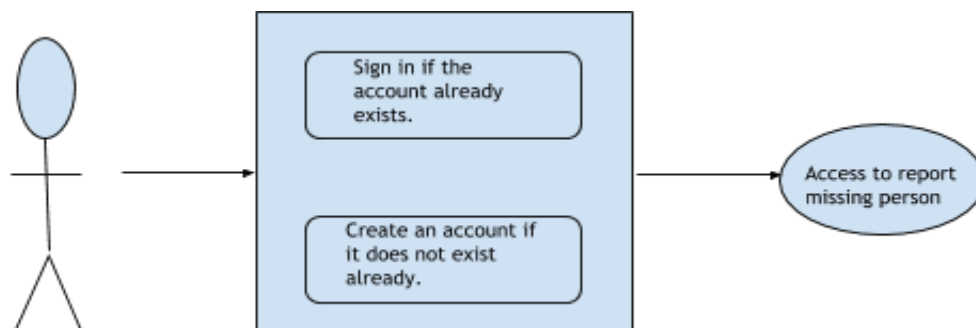 Sign in if the
account already
exists.
Create an account if
it does not exist
already.
Access to report
missing person